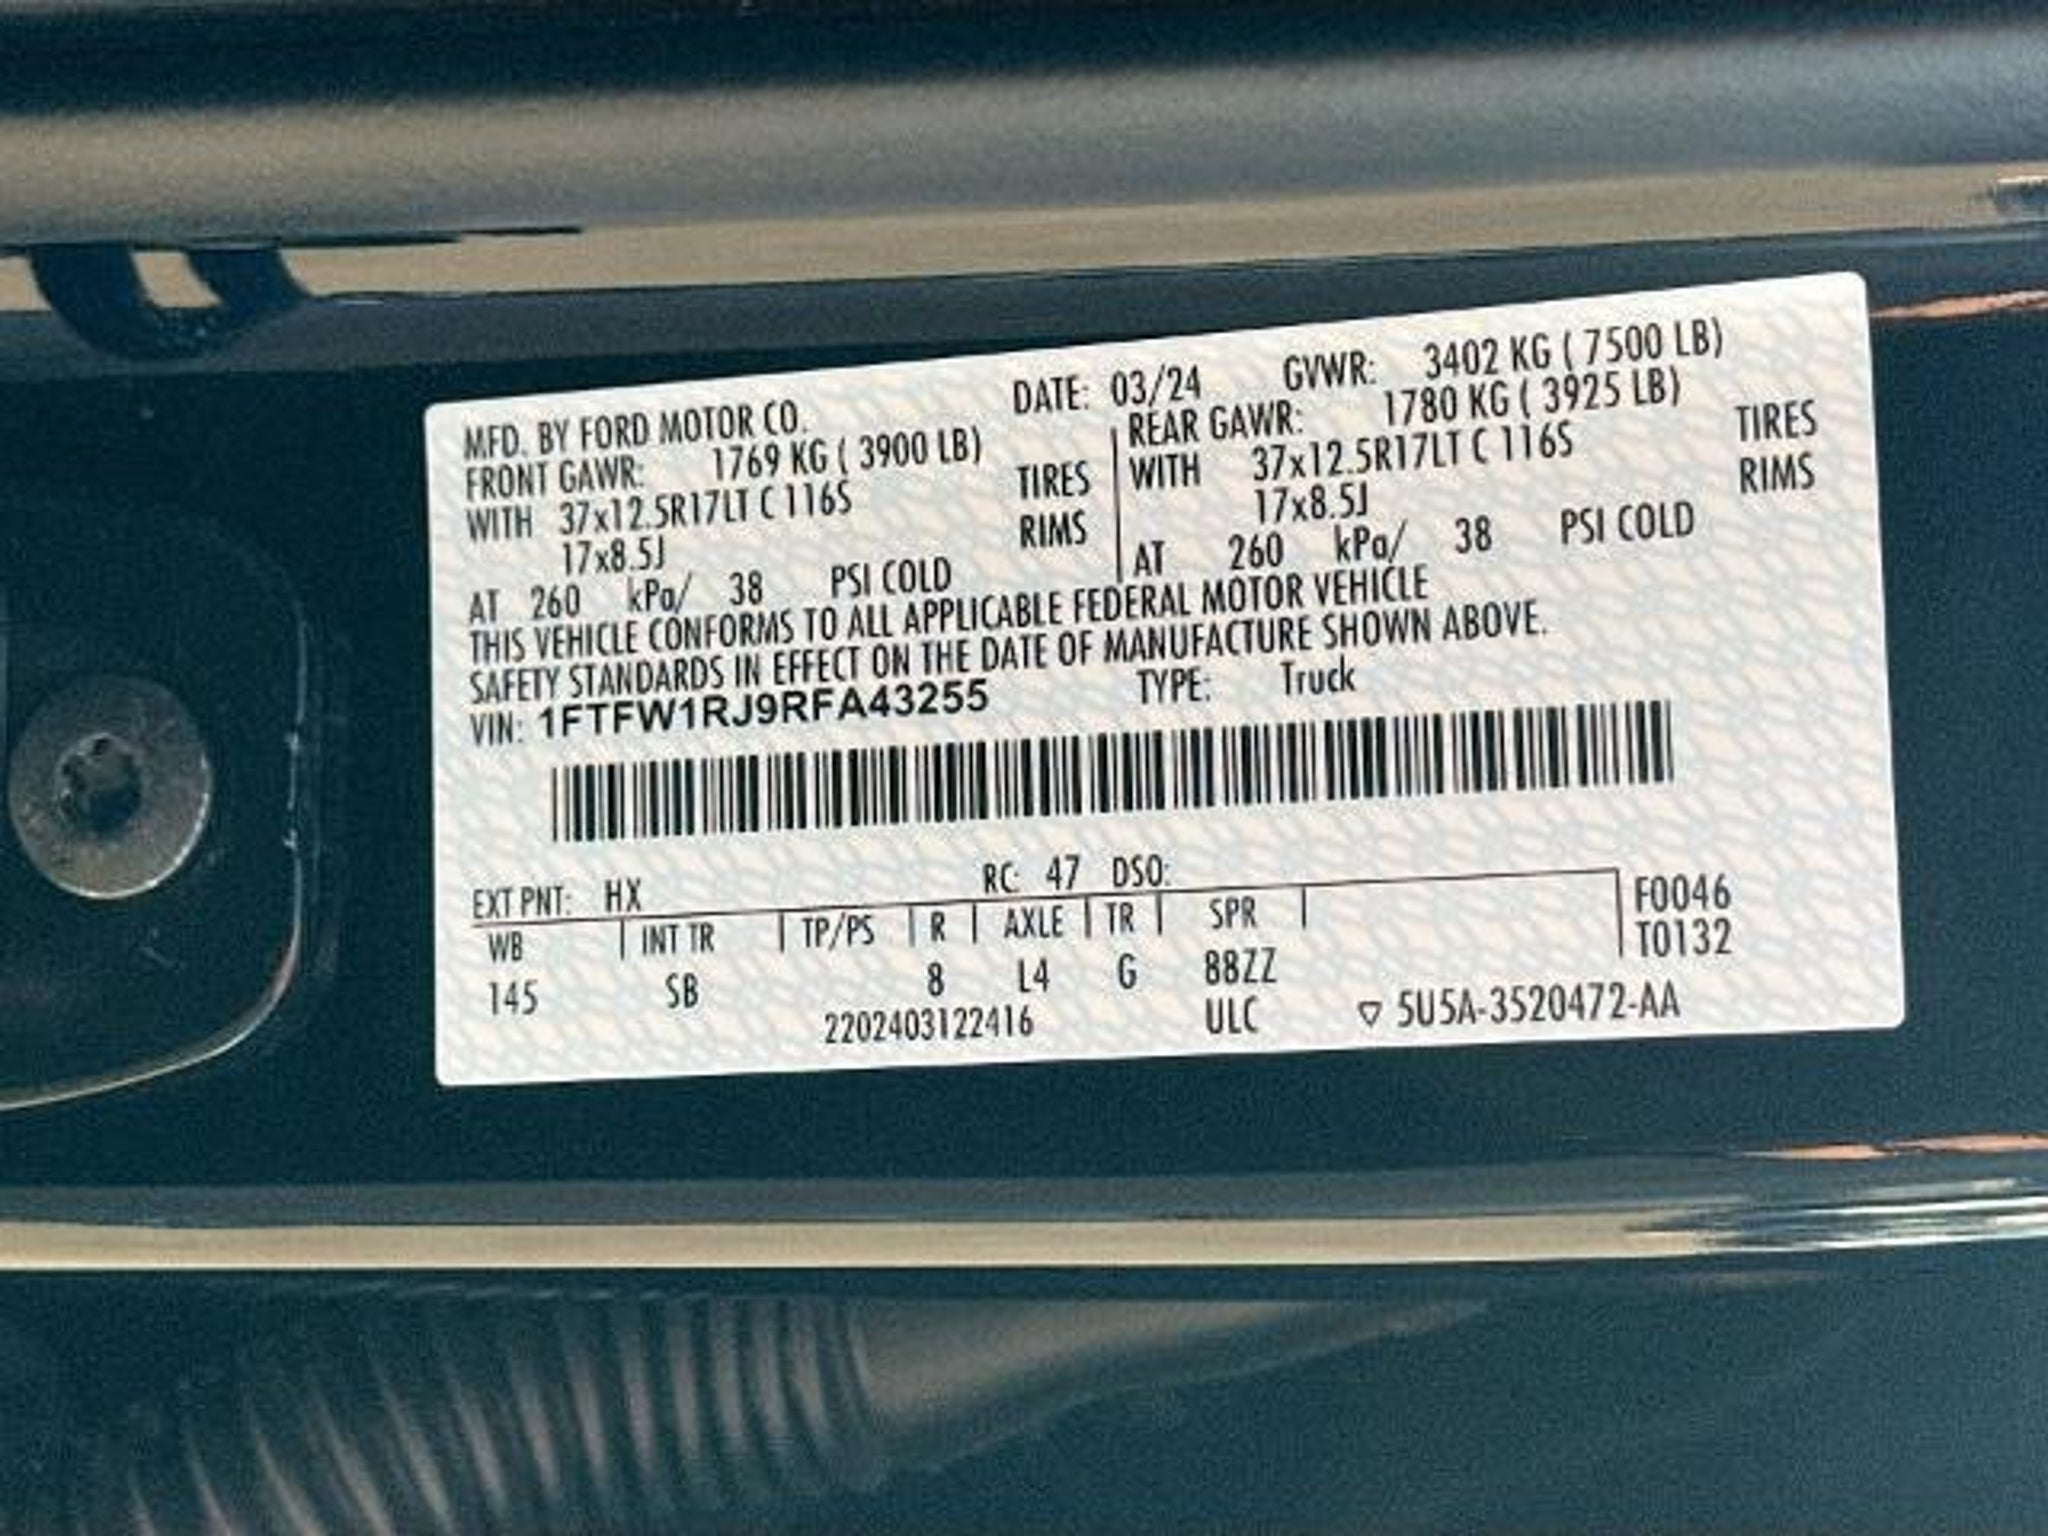 MFD. BY FORD MOTOR CO. DATE: 03/24 GVWR: 3402 KG ( 7500 LB)
FRONT GAWR: 1769 KG ( 3900 LB) REAR GAWR: 1780 KG ( 3925 LB)
WITH 37x12.5R17LT C 116S TIRES WITH 37x12.5R17LT C 116S TIRES
17x8.5J RIMS 17x8.5J RIMS
AT 260 kPa/ 38 PSI COLD AT 260 kPa/ 38 PSI COLD
THIS VEHICLE CONFORMS TO ALL APPLICABLE FEDERAL MOTOR VEHICLE
SAFETY STANDARDS IN EFFECT ON THE DATE OF MANUFACTURE SHOWN ABOVE.
VIN: 1FTFW1RJ9RFA43255 TYPE: Truck
EXT PNT: HX RC: 47 DSO:
WB INT TR TP/PS R AXLE TR SPR F0046
T0132
145 SB 8 L4 G 88ZZ
2202403122416 ULC ▽ 5U5A-3520472-AA